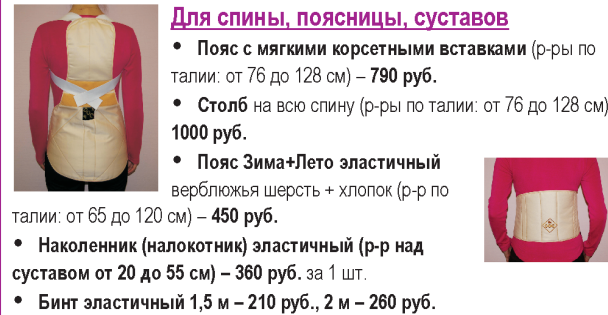 Для спины, поясницы, суставов
• Пояс с мягкими корсетными вставками (р-ры по
талии: от 76 до 128 см) – 790 руб.
• Столб на всю спину (р-ры по талии: от 76 до 128 см)
1000 руб.
• Пояс Зима+Лето эластичный
верблюжья шерсть + хлопок (р-р по
талии: от 65 до 120 см) – 450 руб.
• Наколенник (налокотник) эластичный (р-р над
суставом от 20 до 55 см) – 360 руб. за 1 шт.
• Бинт эластичный 1,5 м – 210 руб., 2 м – 260 руб.